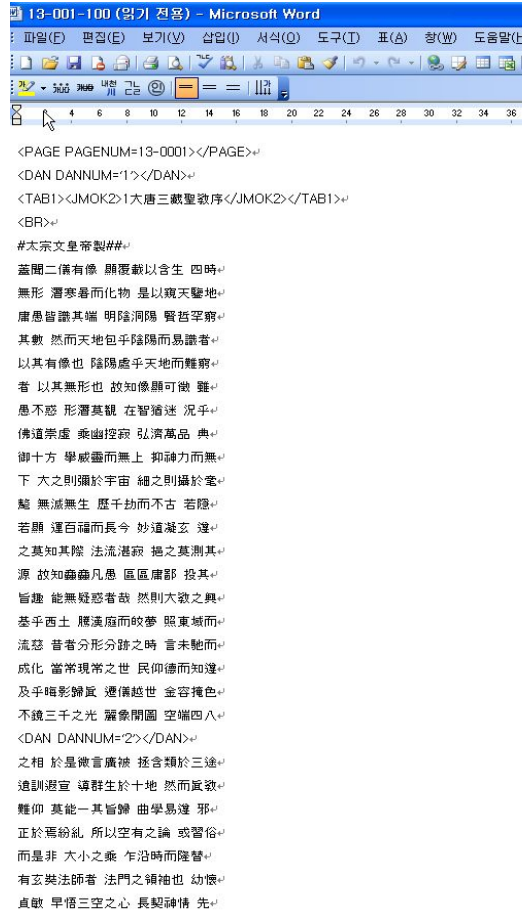 13-001-100 (읽기 전용) - Microsoft Word
파일(F) 편집(E) 보기(V) 삽입(I) 서식(O) 도구(T) 표(A) 창(W) 도움말(
4 6 8 10 12 14 16 18 20 22 24 26 28 30 32 34 36
<PAGE PAGENUM=13-0001></PAGE>
<DAN DANNUM='1'></DAN>
<TAB1><JMOK2>1大唐三藏聖敎序</JMOK2></TAB1>
<BR>
#太宗文皇帝製##
蓋聞二儀有像 顯覆載以含生 四時
無形 潛寒暑而化物 是以窺天鑒地
庸愚皆識其端 明陰洞陽 賢哲罕窮
其數 然而天地包乎陰陽而易識者
以其有像也 陰陽處乎天地而難窮
者 以其無形也 故知像顯可徵 雖
愚不惑 形潛莫覩 在智猶迷 況乎
佛道崇虛 乘幽控寂 弘濟萬品 典
御十方 擧威靈而無上 抑神力而無
下 大之則彌於宇宙 細之則攝於毫
釐 無滅無生 歷千劫而不古 若隱
若顯 運百福而長今 妙道凝玄 遵
之莫知其際 法流湛寂 挹之莫測其
源 故知蠢蠢凡愚 區區庸鄙 投其
旨趣 能無疑惑者哉 然則大敎之興
基乎西土 騰漢庭而皎夢 照東域而
流慈 昔者分形分跡之時 言未馳而
成化 當常現常之世 民仰德而知遵
及乎晦影歸眞 遷儀越世 金容掩色
不鏡三千之光 麗象開圖 空端四八
<DAN DANNUM='2'></DAN>
之相 於是微言廣被 拯含類於三途
遺訓遐宣 導群生於十地 然而眞敎
難仰 莫能一其旨歸 曲學易遵 邪
正於焉紛糺 所以空有之論 或習俗
而是非 大小之乘 乍沿時而隆替
有玄奘法師者 法門之領袖也 幼懷
貞敏 早悟三空之心 長契神情 先